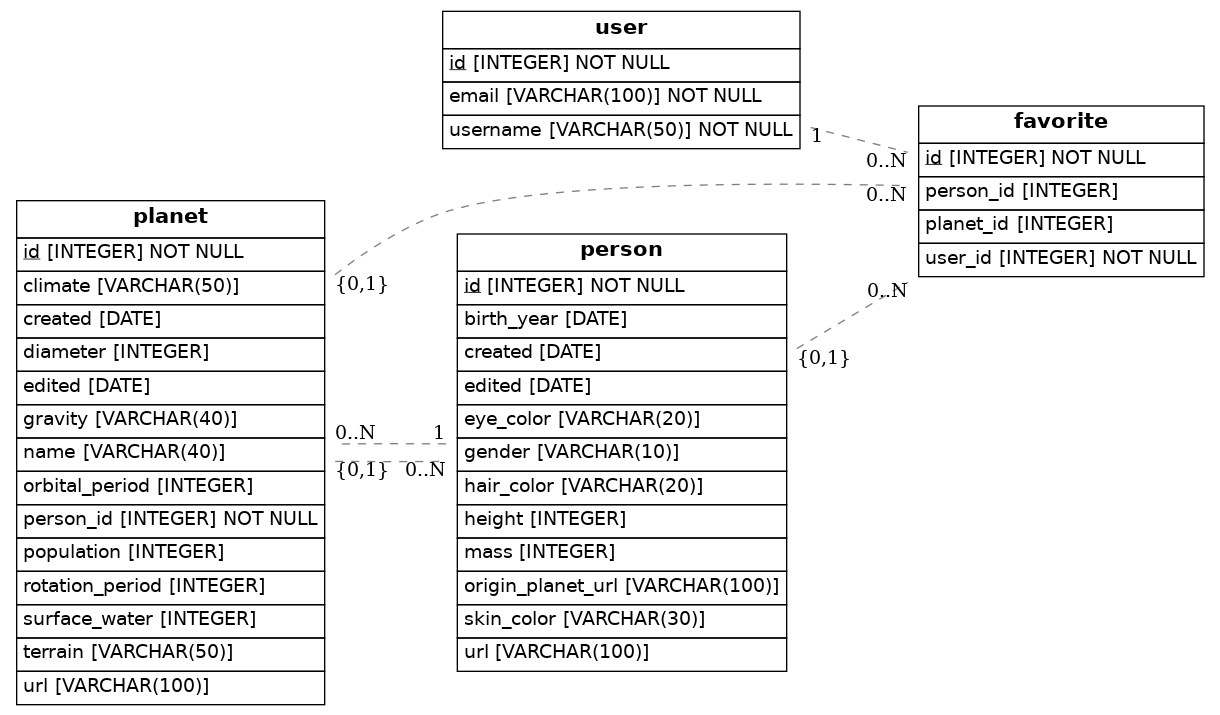 user
id [INTEGER] NOT NULL
email [VARCHAR(100)] NOT NULL
username [VARCHAR(50)] NOT NULL
1
0..N
favorite
id [INTEGER] NOT NULL
person_id [INTEGER]
planet_id [INTEGER]
user_id [INTEGER] NOT NULL
0..N
0..N
{0,1}
{0,1}
planet
id [INTEGER] NOT NULL
climate [VARCHAR(50)]
created [DATE]
diameter [INTEGER]
edited [DATE]
gravity [VARCHAR(40)]
name [VARCHAR(40)]
orbital_period [INTEGER]
person_id [INTEGER] NOT NULL
population [INTEGER]
rotation_period [INTEGER]
surface_water [INTEGER]
terrain [VARCHAR(50)]
url [VARCHAR(100)]
0..N 1
{0,1} 0..N
person
id [INTEGER] NOT NULL
birth_year [DATE]
created [DATE]
edited [DATE]
eye_color [VARCHAR(20)]
gender [VARCHAR(10)]
hair_color [VARCHAR(20)]
height [INTEGER]
mass [INTEGER]
origin_planet_url [VARCHAR(100)]
skin_color [VARCHAR(30)]
url [VARCHAR(100)]